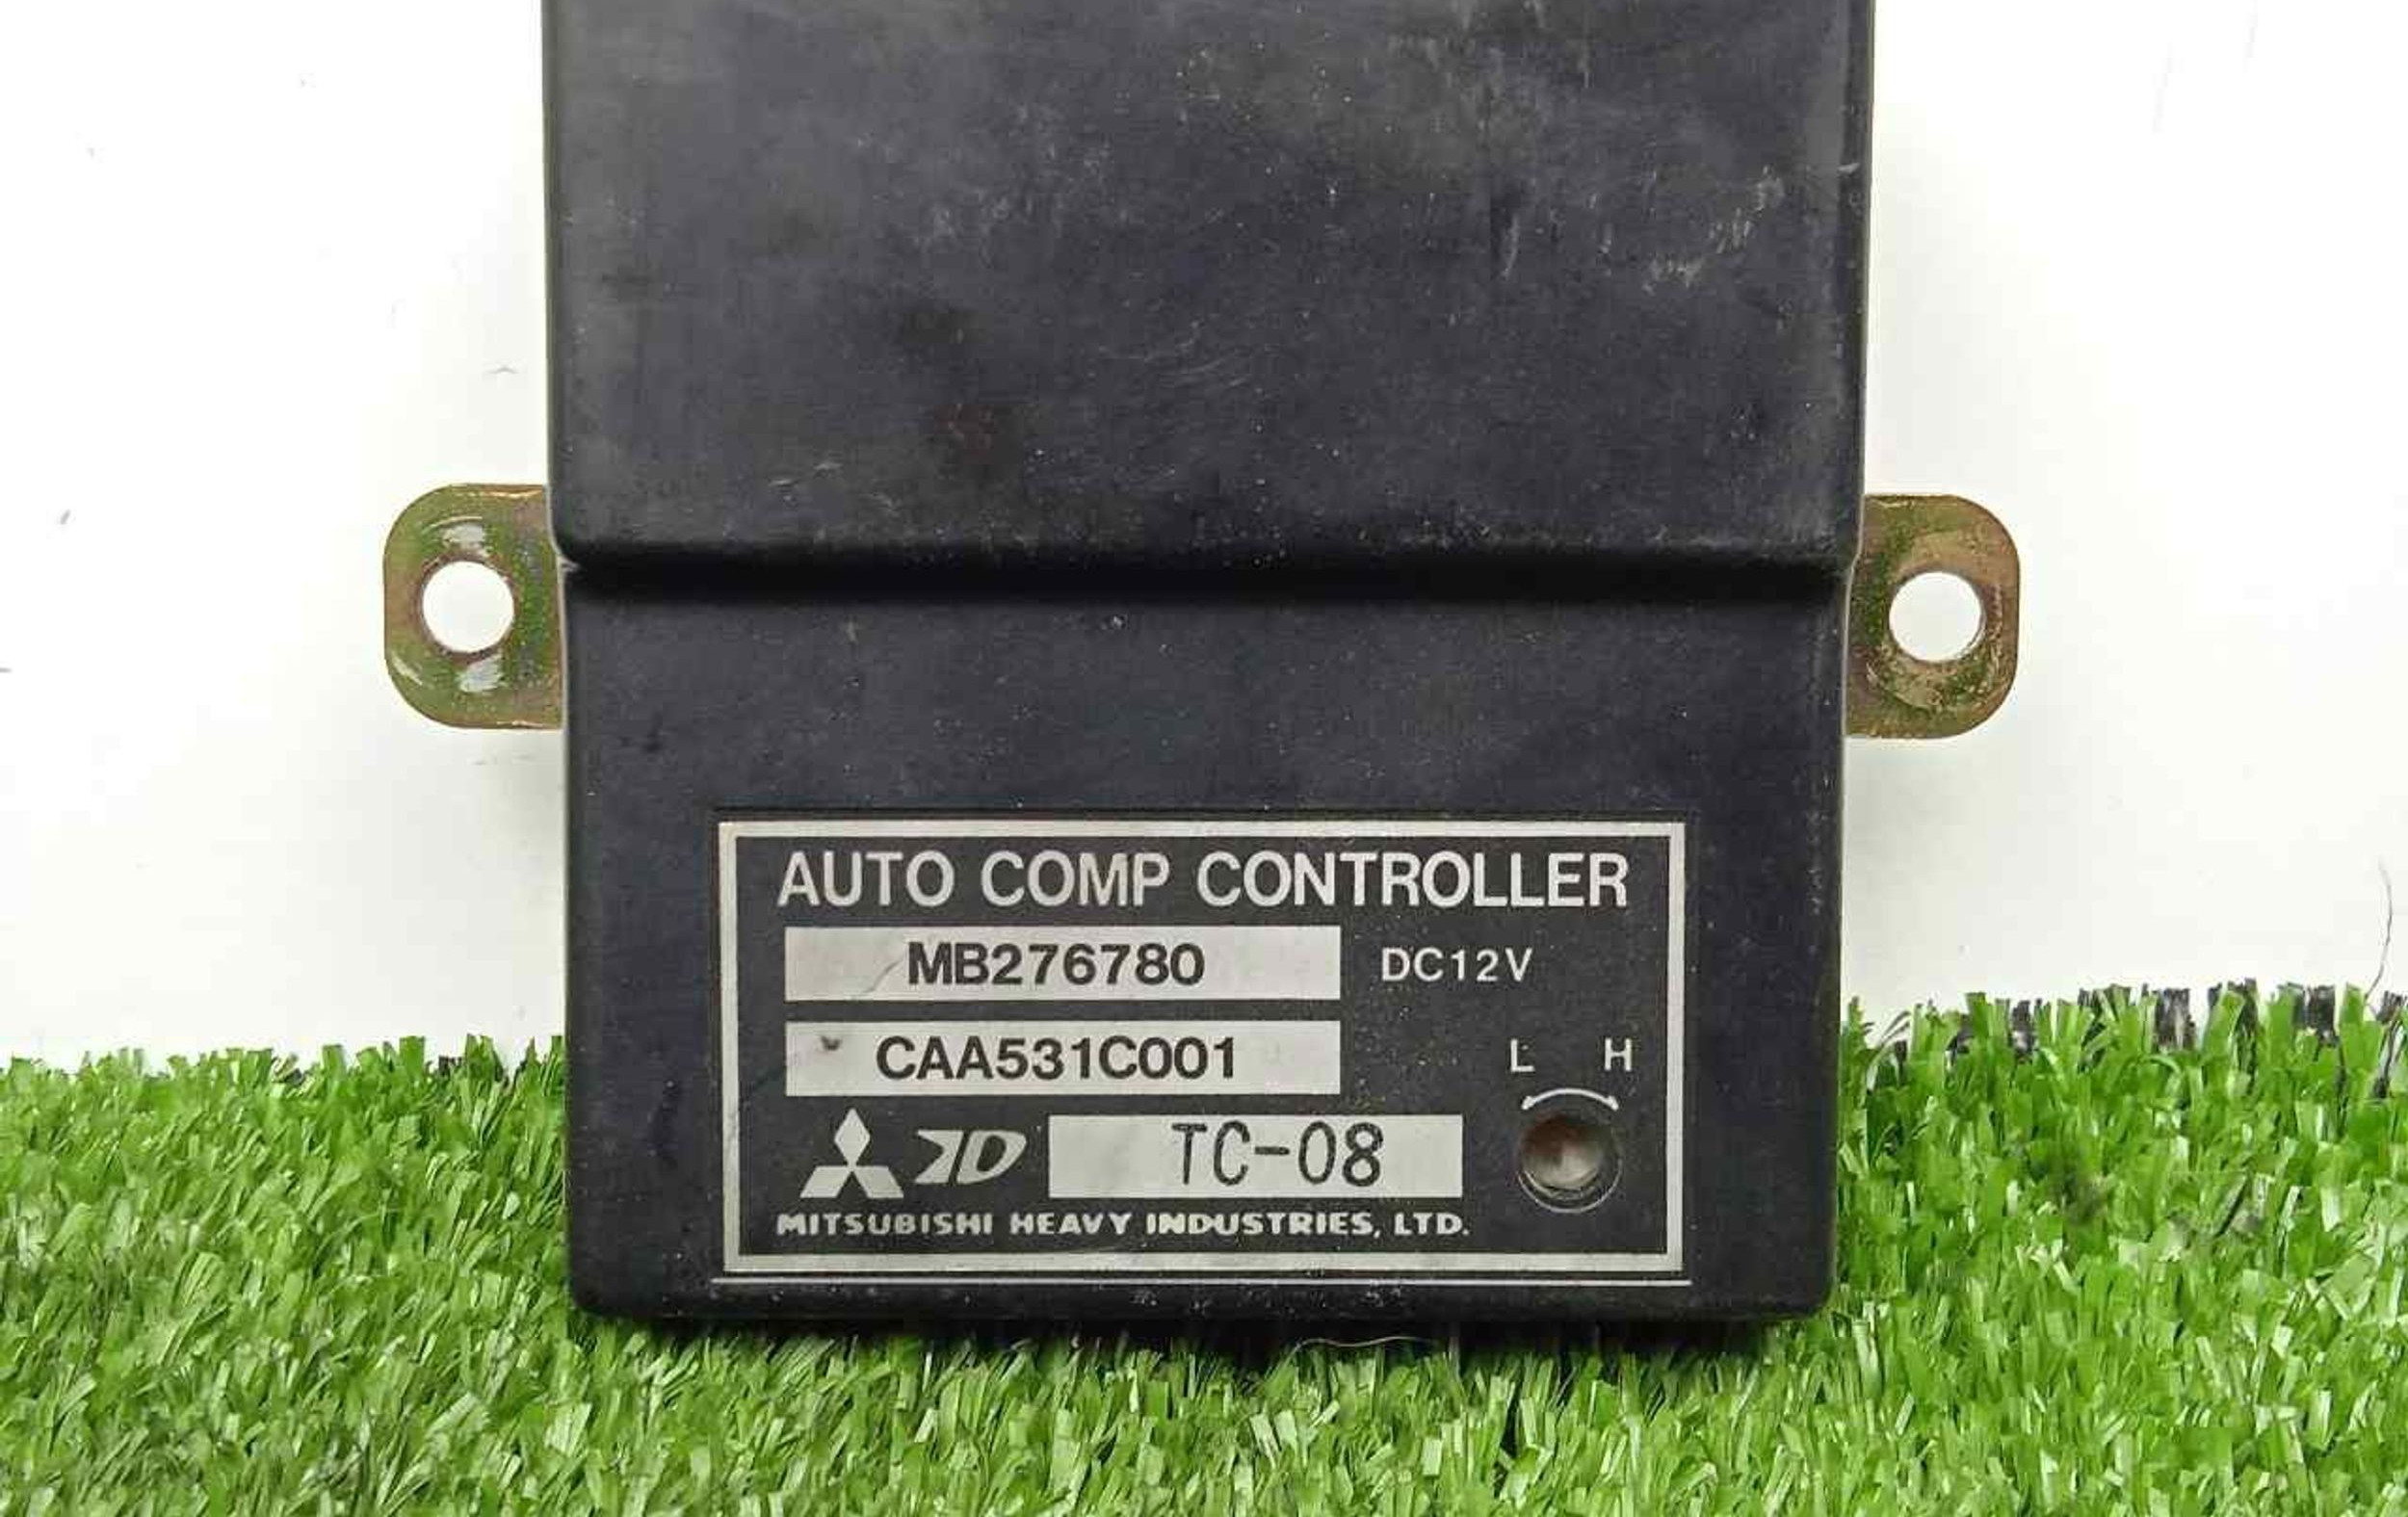 AUTO COMP CONTROLLER
MB276780 DC12V
CAA531C001 L H
TC-08
MITSUBISHI HEAVY INDUSTRIES, LTD.